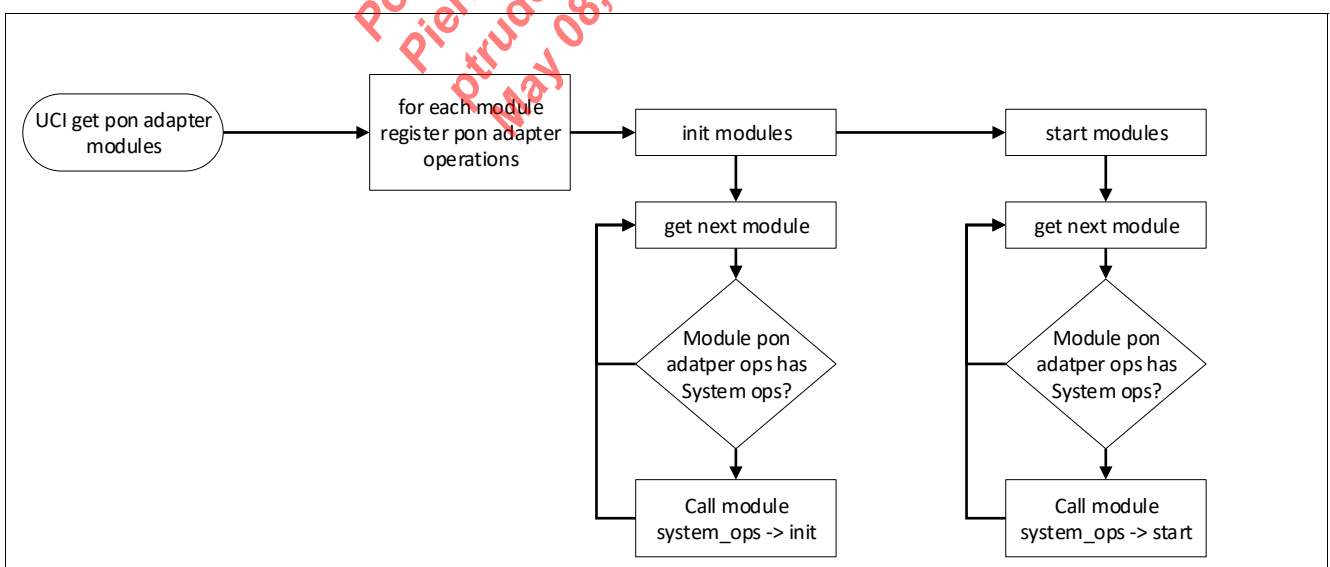 UCI get pon adapter
modules
for each module
register pon adapter
operations
init modules
start modules
get next module
get next module
Module pon
adatper ops has
System ops?
Module pon
adatper ops has
System ops?
Call module
system_ops -> init
Call module
system_ops -> start
May 08,